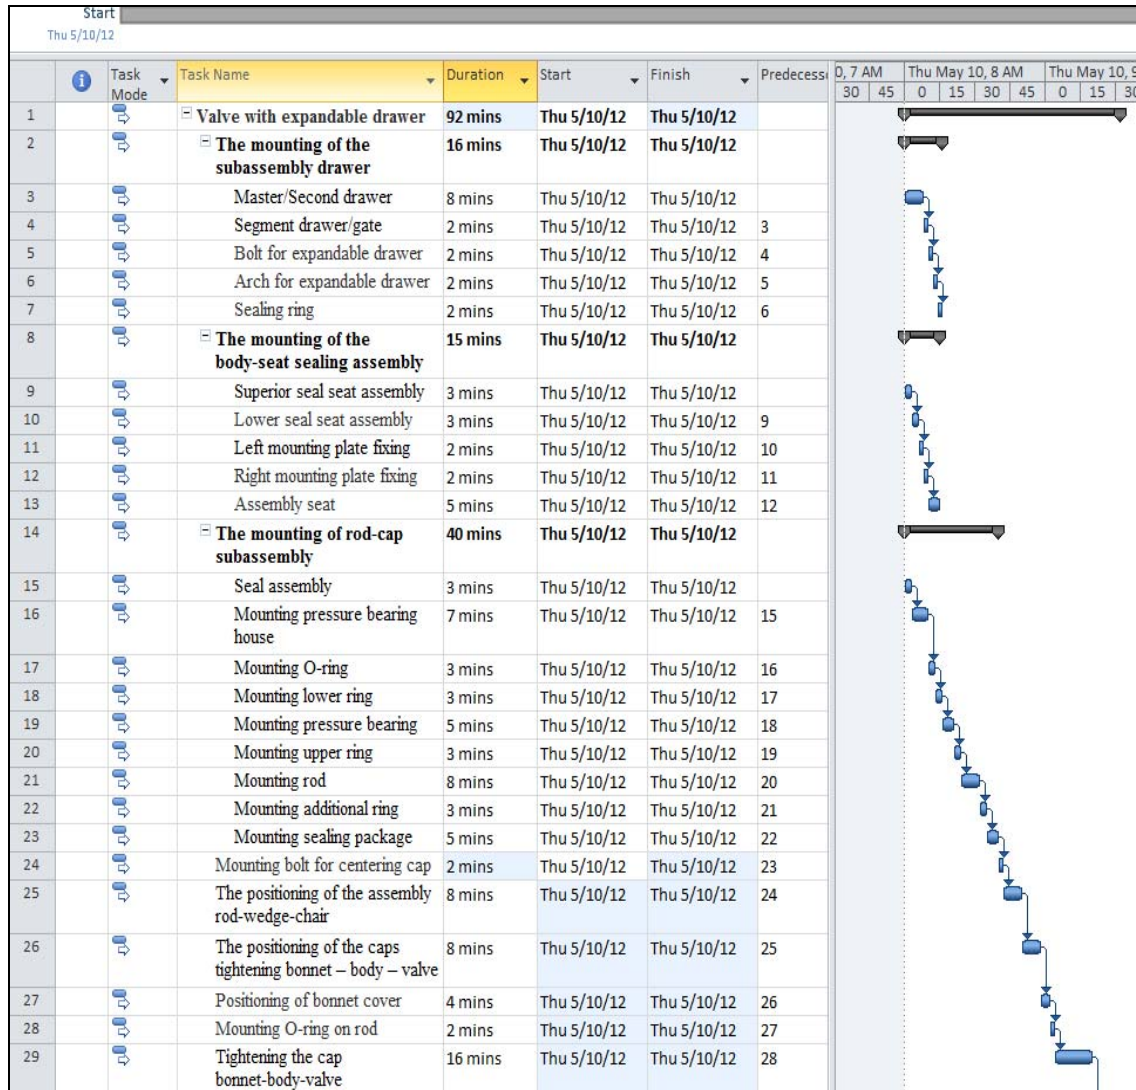 Start
Thu 5/10/12
Task Mode Task Name Duration Start Finish Predecesso 0, 7 AM Thu May 10, 8 AM Thu May 10, 9
30 45 0 15 30 45 0 15 30
1 Valve with expandable drawer 92 mins Thu 5/10/12 Thu 5/10/12
2 The mounting of the subassembly drawer 16 mins Thu 5/10/12 Thu 5/10/12
3 Master/Second drawer 8 mins Thu 5/10/12 Thu 5/10/12
4 Segment drawer/gate 2 mins Thu 5/10/12 Thu 5/10/12 3
5 Bolt for expandable drawer 2 mins Thu 5/10/12 Thu 5/10/12 4
6 Arch for expandable drawer 2 mins Thu 5/10/12 Thu 5/10/12 5
7 Sealing ring 2 mins Thu 5/10/12 Thu 5/10/12 6
8 The mounting of the body-seat sealing assembly 15 mins Thu 5/10/12 Thu 5/10/12
9 Superior seal seat assembly 3 mins Thu 5/10/12 Thu 5/10/12
10 Lower seal seat assembly 3 mins Thu 5/10/12 Thu 5/10/12 9
11 Left mounting plate fixing 2 mins Thu 5/10/12 Thu 5/10/12 10
12 Right mounting plate fixing 2 mins Thu 5/10/12 Thu 5/10/12 11
13 Assembly seat 5 mins Thu 5/10/12 Thu 5/10/12 12
14 The mounting of rod-cap subassembly 40 mins Thu 5/10/12 Thu 5/10/12
15 Seal assembly 3 mins Thu 5/10/12 Thu 5/10/12
16 Mounting pressure bearing house 7 mins Thu 5/10/12 Thu 5/10/12 15
17 Mounting O-ring 3 mins Thu 5/10/12 Thu 5/10/12 16
18 Mounting lower ring 3 mins Thu 5/10/12 Thu 5/10/12 17
19 Mounting pressure bearing 5 mins Thu 5/10/12 Thu 5/10/12 18
20 Mounting upper ring 3 mins Thu 5/10/12 Thu 5/10/12 19
21 Mounting rod 8 mins Thu 5/10/12 Thu 5/10/12 20
22 Mounting additional ring 3 mins Thu 5/10/12 Thu 5/10/12 21
23 Mounting sealing package 5 mins Thu 5/10/12 Thu 5/10/12 22
24 Mounting bolt for centering cap 2 mins Thu 5/10/12 Thu 5/10/12 23
25 The positioning of the assembly rod-wedge-chair 8 mins Thu 5/10/12 Thu 5/10/12 24
26 The positioning of the caps tightening bonnet – body – valve 8 mins Thu 5/10/12 Thu 5/10/12 25
27 Positioning of bonnet cover 4 mins Thu 5/10/12 Thu 5/10/12 26
28 Mounting O-ring on rod 2 mins Thu 5/10/12 Thu 5/10/12 27
29 Tightening the cap bonnet-body-valve 16 mins Thu 5/10/12 Thu 5/10/12 28